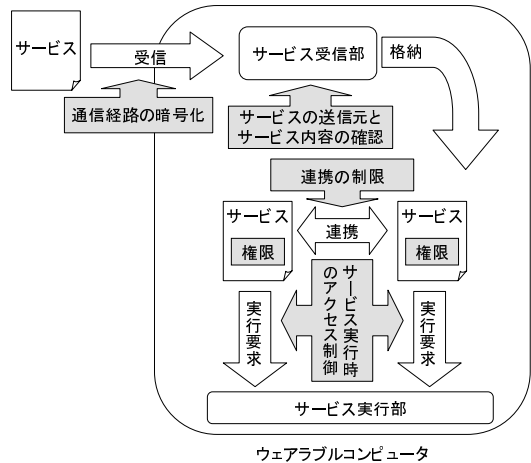 サービス
受信
サービス受信部
格納
通信経路の暗号化
サービスの送信元と
サービス内容の確認
連携の制限
サービス
権限
連携
サービス
権限
実行要求
サービス実行時
のアクセス制御
実行要求
サービス実行部
ウェアラブルコンピュータ